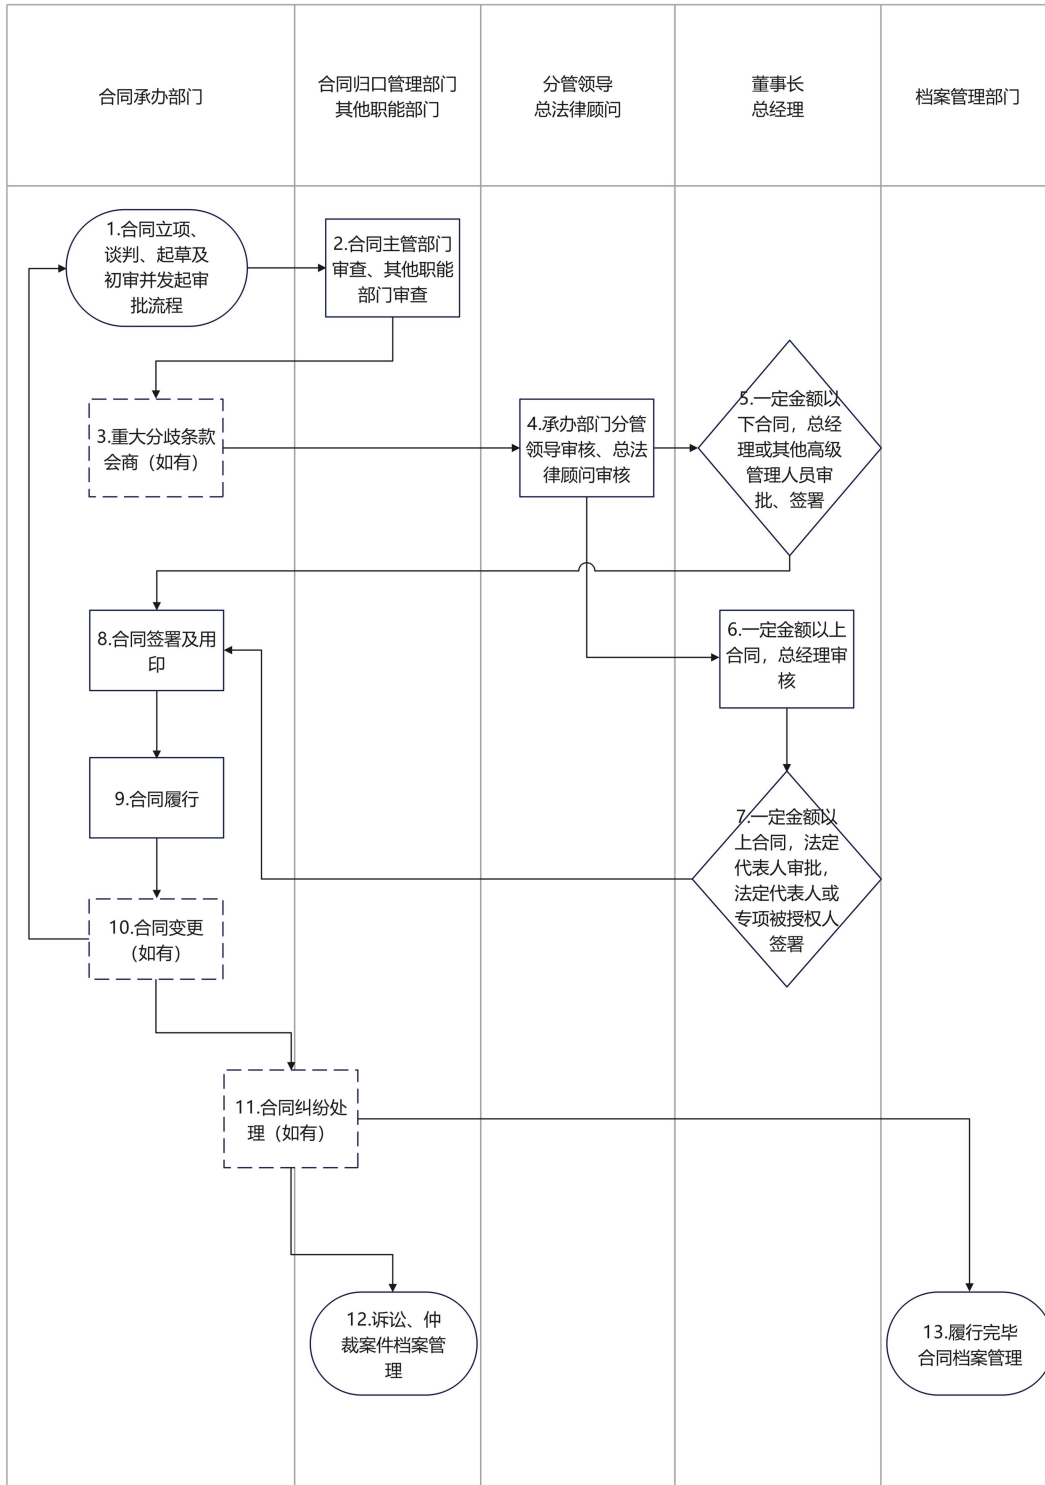 合同承办部门
合同归口管理部门
其他职能部门
分管领导
总法律顾问
董事长
总经理
档案管理部门
1.合同立项、
谈判、起草及
初审并发起审
批流程
2.合同主管部门
审查、其他职能
部门审查
3.重大分歧条款
会商（如有）
4.承办部门分管
领导审核、总法
律顾问审核
5.一定金额以
下合同，总经
理或其他高级
管理人员审
批、签署
6.一定金额以上
合同，总经理审
核
7.一定金额以
上合同，法定
代表人审批，
法定代表人或
专项被授权人
签署
8.合同签署及用
印
9.合同履行
10.合同变更
（如有）
11.合同纠纷处
理（如有）
12.诉讼、仲
裁案件档案管
理
13.履行完毕
合同档案管理